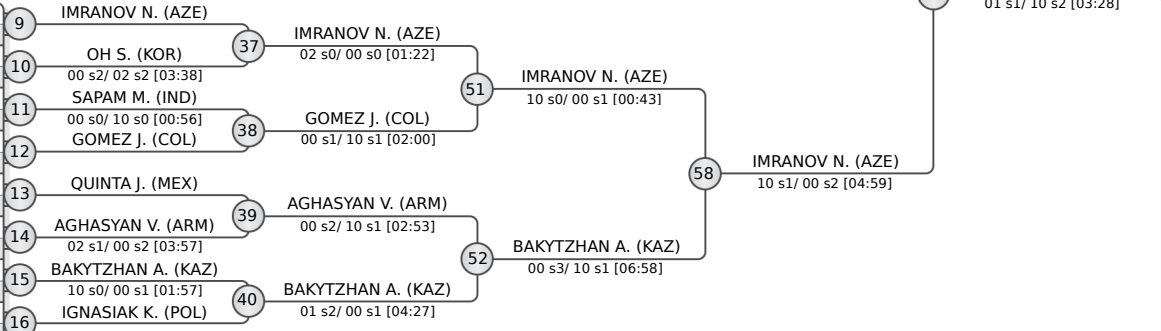 01 s1/ 10 s2 [03:28]
9
IMRANOV N. (AZE)
37
IMRANOV N. (AZE)
02 s0/ 00 s0 [01:22]
10
OH S. (KOR)
00 s2/ 02 s2 [03:38]
51
IMRANOV N. (AZE)
10 s0/ 00 s1 [00:43]
11
SAPAM M. (IND)
00 s0/ 10 s0 [00:56]
38
GOMEZ J. (COL)
00 s1/ 10 s1 [02:00]
12
GOMEZ J. (COL)
58
IMRANOV N. (AZE)
10 s1/ 00 s2 [04:59]
13
QUINTA J. (MEX)
39
AGHASYAN V. (ARM)
00 s2/ 10 s1 [02:53]
14
AGHASYAN V. (ARM)
02 s1/ 00 s2 [03:57]
52
BAKYTZHAN A. (KAZ)
00 s3/ 10 s1 [06:58]
15
BAKYTZHAN A. (KAZ)
10 s0/ 00 s1 [01:57]
40
BAKYTZHAN A. (KAZ)
01 s2/ 00 s1 [04:27]
16
IGNASIAK K. (POL)